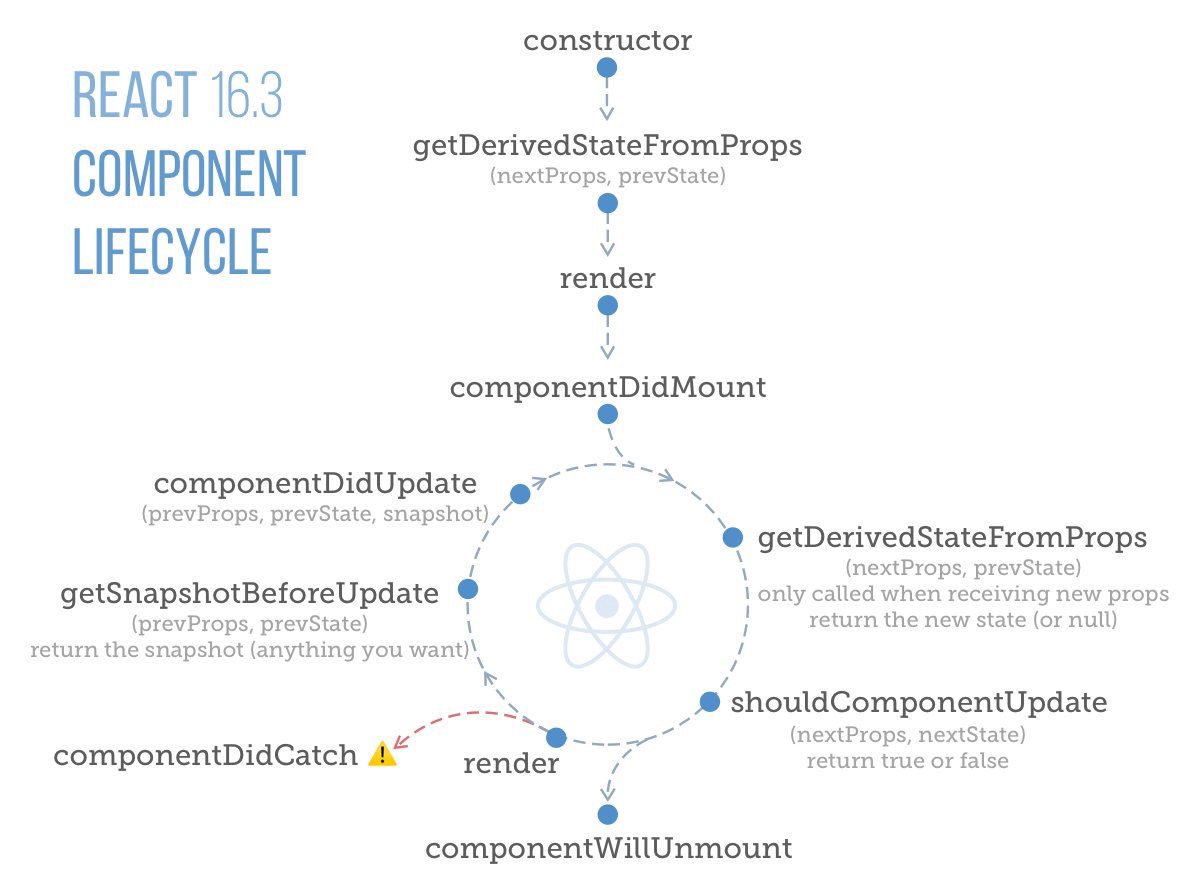 REACT 16.3
COMPONENT
LIFECYCLE
constructor
getDerivedStateFromProps
(nextProps, prevState)
render
componentDidMount
componentDidUpdate
(prevProps, prevState, snapshot)
getDerivedStateFromProps
(nextProps, prevState)
only called when receiving new props
return the new state (or null)
getSnapshotBeforeUpdate
(prevProps, prevState)
return the snapshot (anything you want)
shouldComponentUpdate
(nextProps, nextState)
return true or false
componentDidCatch
render
componentWillUnmount